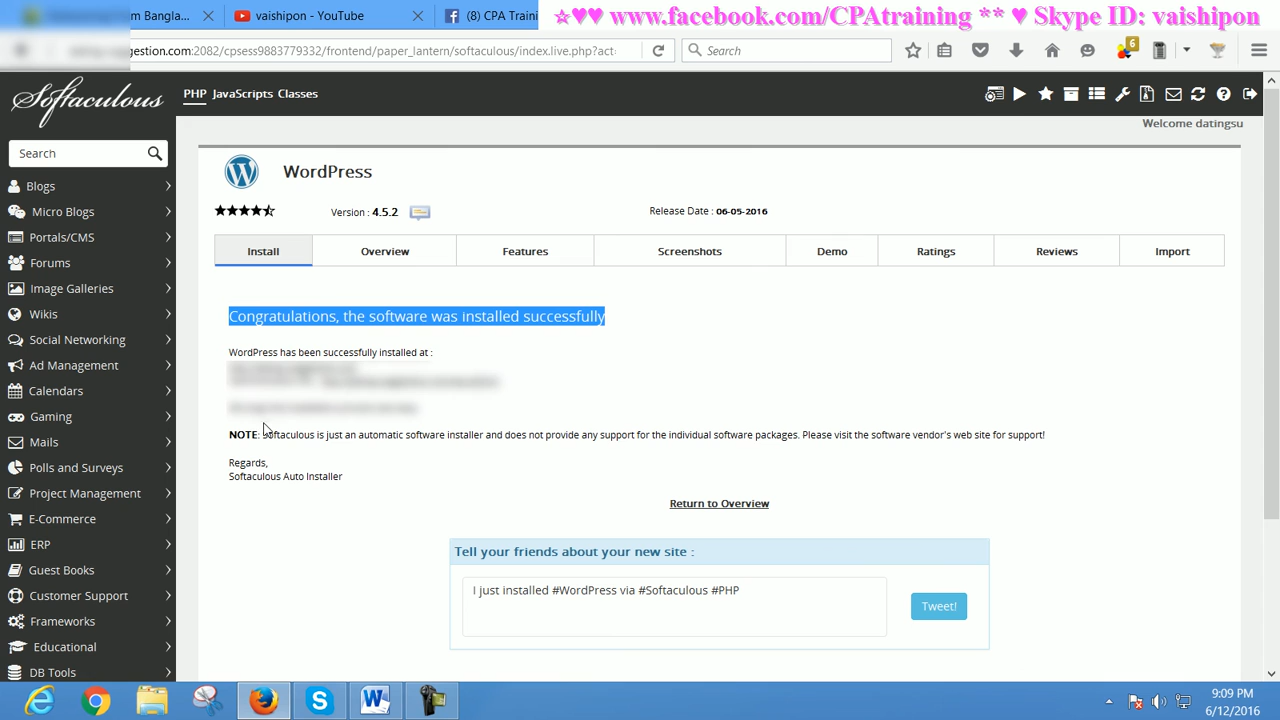 m Bangla...
vaishipon - YouTube
(8) CPA Traini
☆♥♥ www.facebook.com/CPAtraining ** ♥ Skype ID: vaishipon
gestion.com:2082/cpsess9883779332/frontend/paper_lantern/softaculous/index.live.php?act
Search
6
Softaculous
PHP JavaScripts Classes
Welcome datingsu
Search
WordPress
Version : 4.5.2
Release Date : 06-05-2016
Install
Overview
Features
Screenshots
Demo
Ratings
Reviews
Import
Blogs
Micro Blogs
Portals/CMS
Forums
Image Galleries
Wikis
Social Networking
Ad Management
Calendars
Gaming
Mails
Polls and Surveys
Project Management
E-Commerce
ERP
Guest Books
Customer Support
Frameworks
Educational
DB Tools
Congratulations, the software was installed successfully
WordPress has been successfully installed at :
NOTE: Softaculous is just an automatic software installer and does not provide any support for the individual software packages. Please visit the software vendor's web site for support!
Regards,
Softaculous Auto Installer
Return to Overview
Tell your friends about your new site :
I just installed #WordPress via #Softaculous #PHP
Tweet!
9:09 PM
6/12/2016